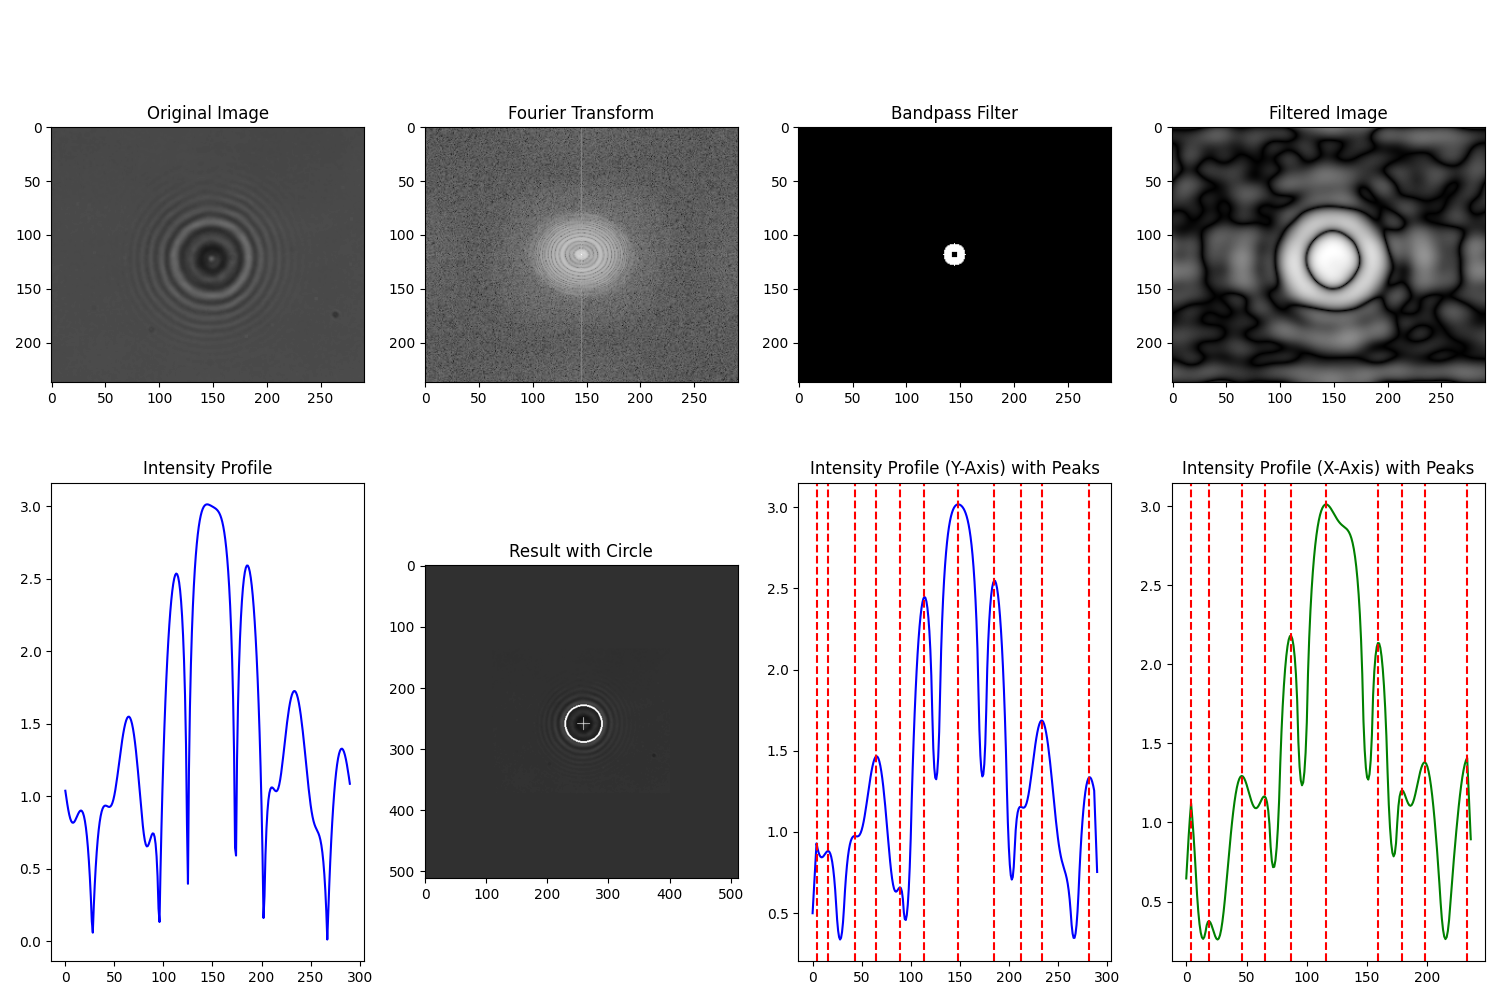 Original Image
0
50
100
150
200
0 50 100 150 200 250
Fourier Transform
0
50
100
150
200
0 50 100 150 200 250
Bandpass Filter
0
50
100
150
200
0 50 100 150 200 250
Filtered Image
0
50
100
150
200
0 50 100 150 200 250
Intensity Profile
3.0
2.5
2.0
1.5
1.0
0.5
0.0
0 50 100 150 200 250 300
Result with Circle
0
100
200
300
400
500
0 100 200 300 400 500
Intensity Profile (Y-Axis) with Peaks
3.0
2.5
2.0
1.5
1.0
0.5
0 50 100 150 200 250 300
Intensity Profile (X-Axis) with Peaks
3.0
2.5
2.0
1.5
1.0
0.5
0 50 100 150 200